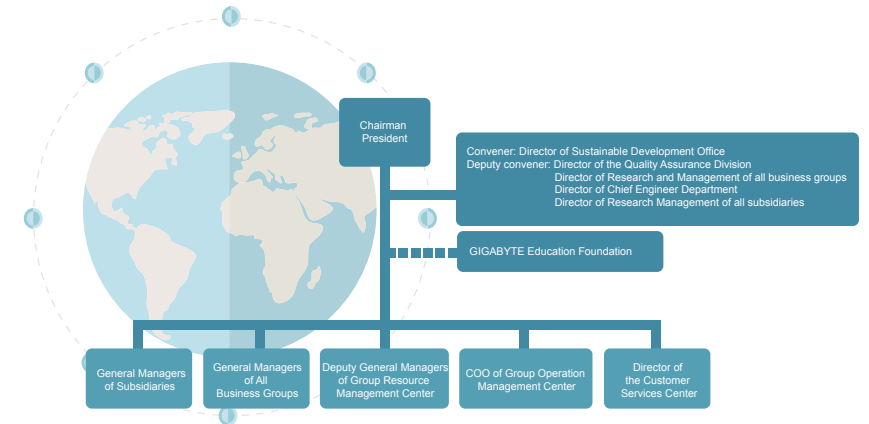 Chairman
President
Convener: Director of Sustainable Development Office
Deputy convener: Director of the Quality Assurance Division
Director of Research and Management of all business groups
Director of Chief Engineer Department
Director of Research Management of all subsidiaries
GIGABYTE Education Foundation
General Managers
of Subsidiaries
General Managers
of All
Business Groups
Deputy General Managers
of Group Resource
Management Center
COO of Group Operation
Management Center
Director of
the Customer
Services Center